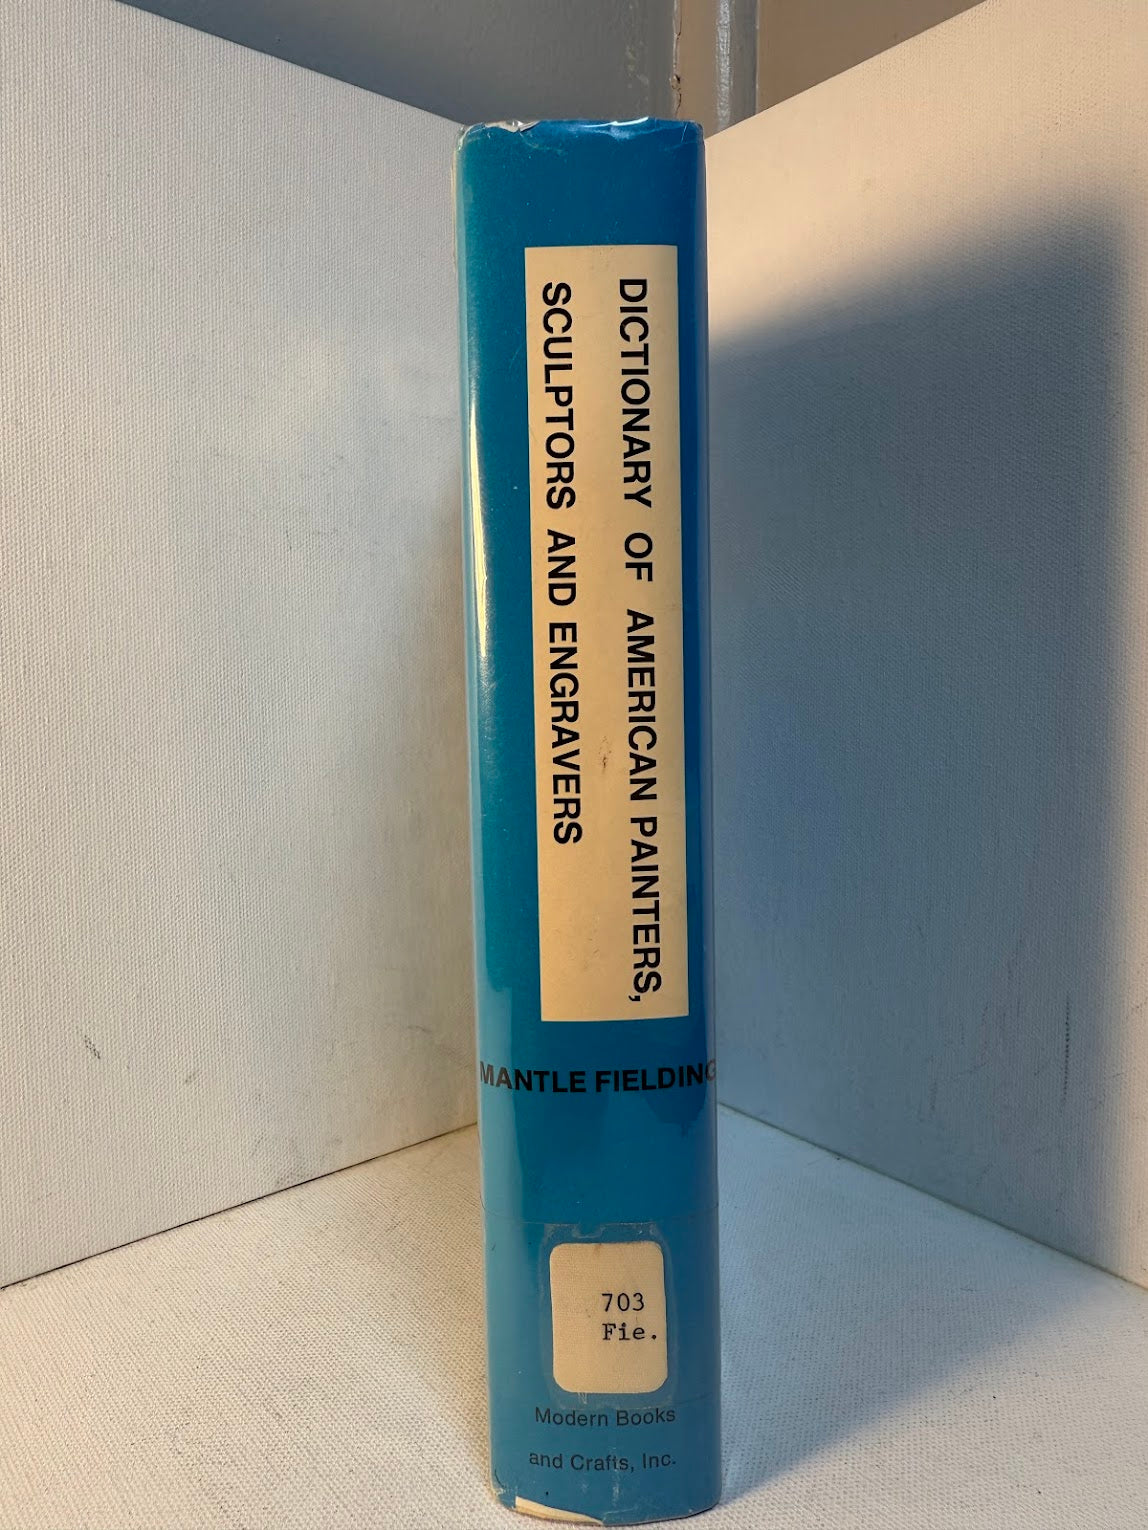 DICTIONARY OF AMERICAN PAINTERS,
SCULPTORS AND ENGRAVERS
MANTLE FIELDING
703
Fie.
Modern Books
and Crafts, Inc.